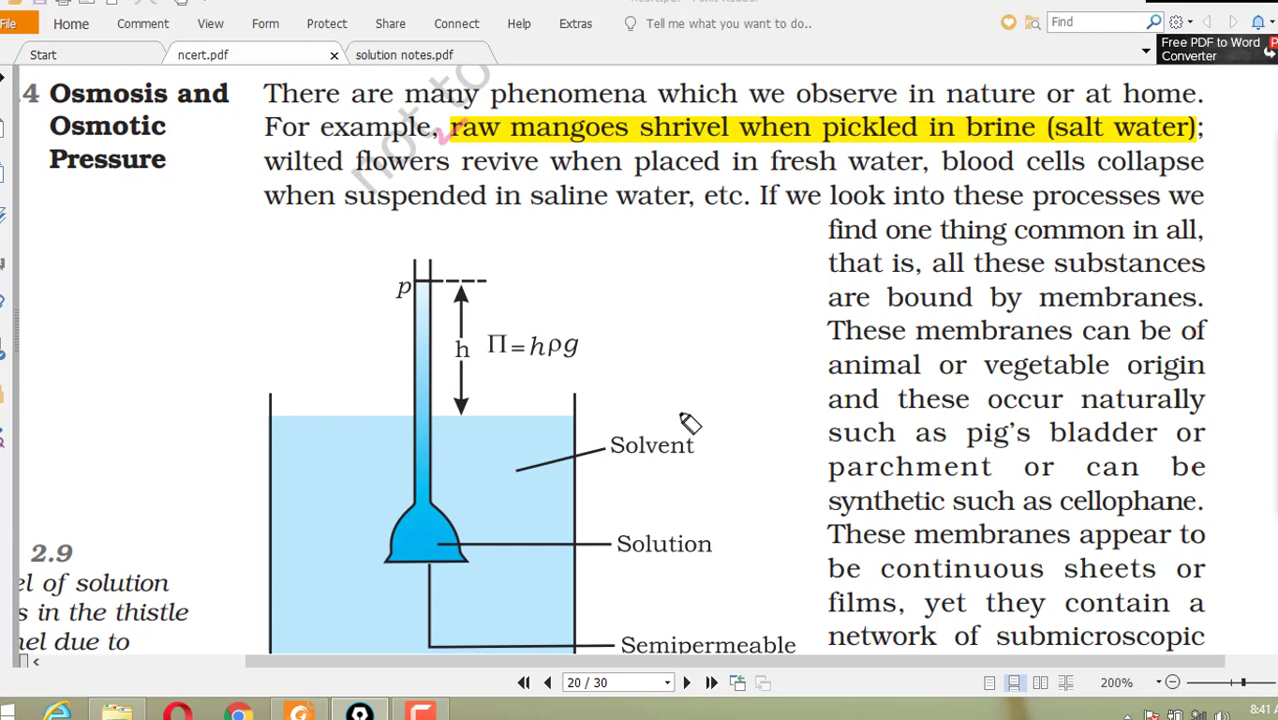 File Home Comment View Form Protect Share Connect Help Extras Tell me what you want to do.. Find
Start ncert.pdf solution notes.pdf
Free PDF to Word
Converter
4 Osmosis and
Osmotic
Pressure
There are many phenomena which we observe in nature or at home.
For example, raw mangoes shrivel when pickled in brine (salt water);
wilted flowers revive when placed in fresh water, blood cells collapse
when suspended in saline water, etc. If we look into these processes we
find one thing common in all,
that is, all these substances
are bound by membranes.
These membranes can be of
animal or vegetable origin
and these occur naturally
such as pig's bladder or
parchment or can be
synthetic such as cellophane.
These membranes appear to
be continuous sheets or
films, yet they contain a
network of submicroscopic
not to
p
h Π = hρg
Solvent
Solution
Semipermeable
2.9
el of solution
s in the thistle
nel due to
20 / 30 200%
8:41